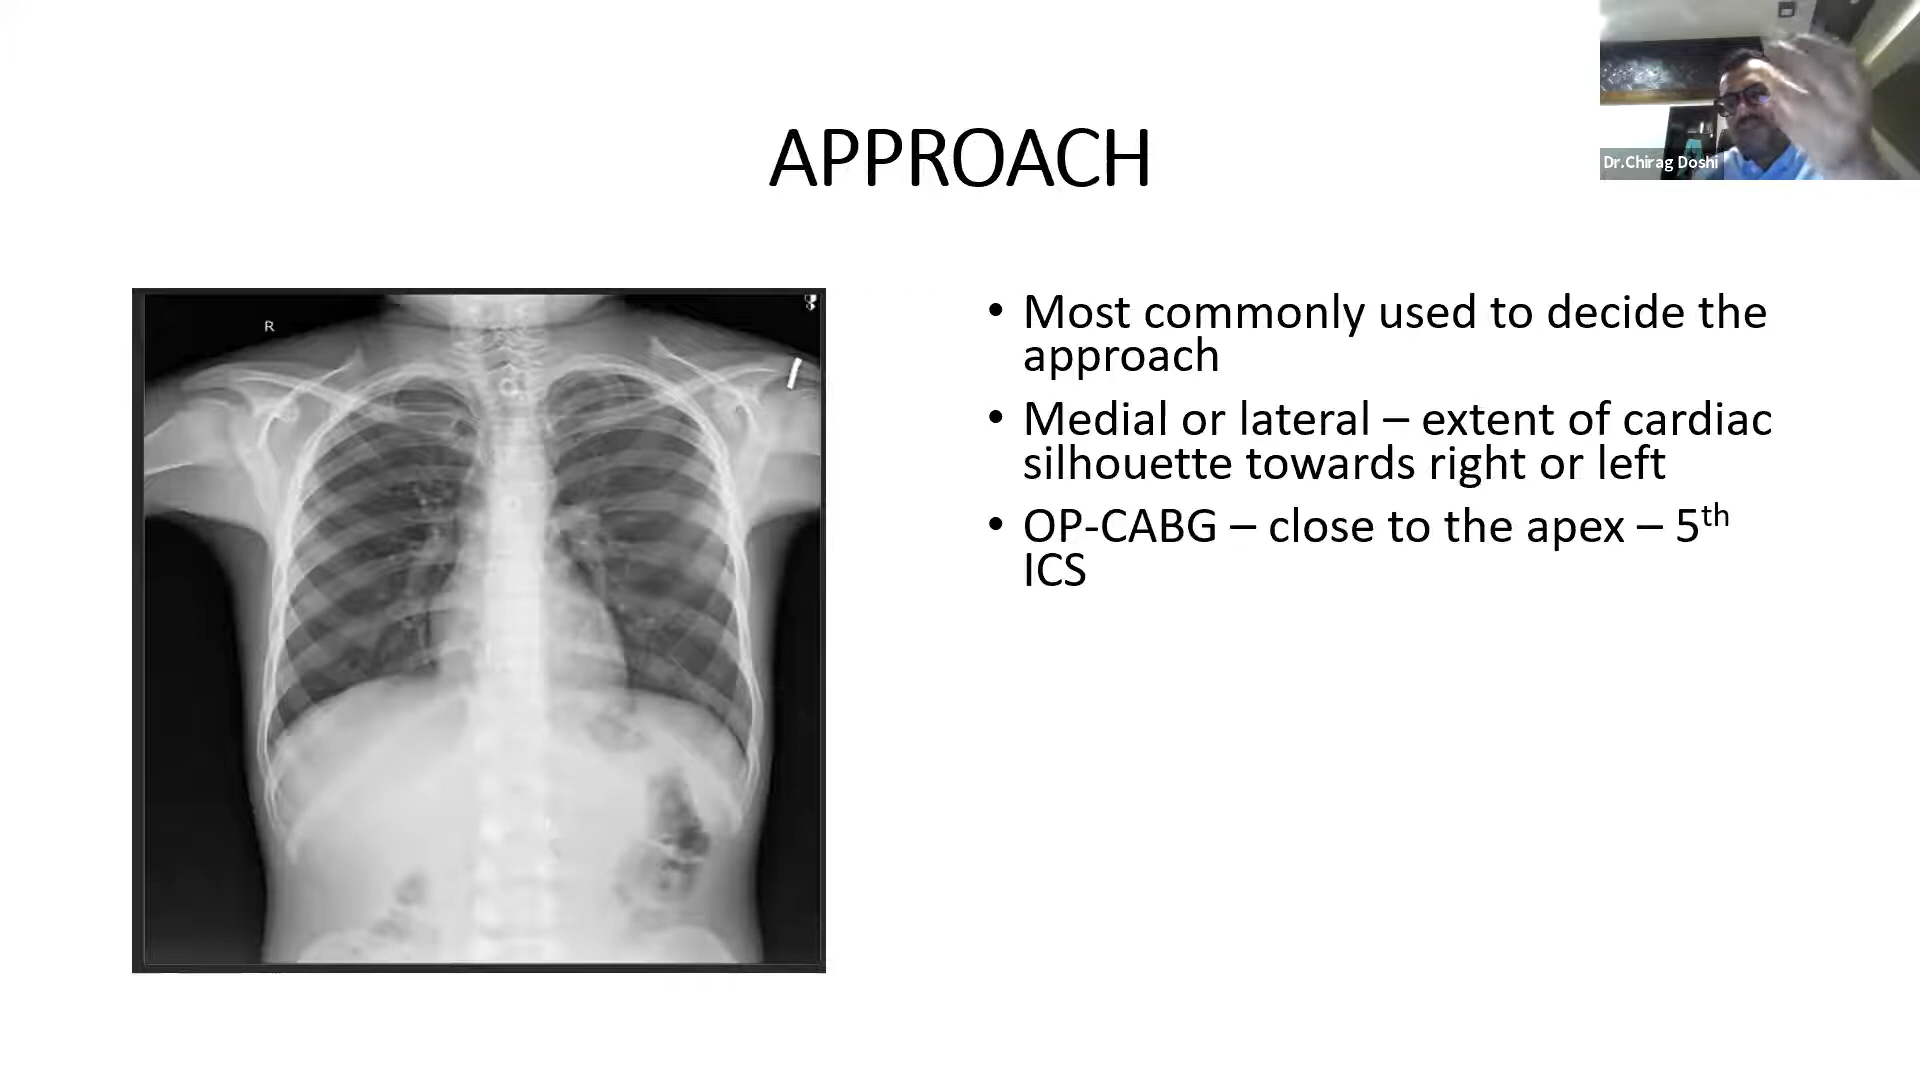 APPROACH
Dr.Chirag Doshi
R
• Most commonly used to decide the
approach
• Medial or lateral – extent of cardiac
silhouette towards right or left
• OP-CABG – close to the apex – 5th
ICS